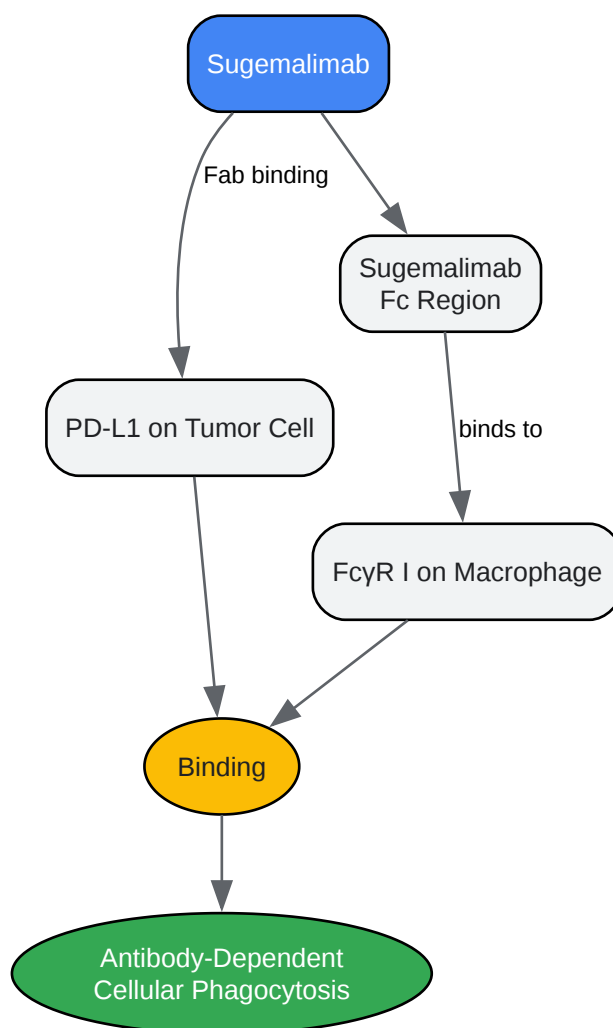 Sugemalimab
Fab binding
Sugemalimab
Fc Region
PD-L1 on Tumor Cell
binds to
FcγR I on Macrophage
Binding
Antibody-Dependent
Cellular Phagocytosis